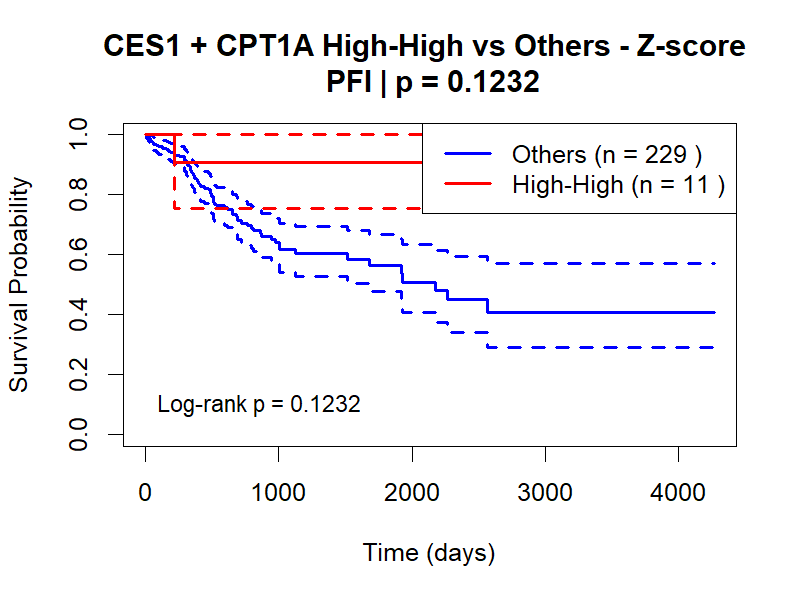 CES1 + CPT1A High-High vs Others - Z-score
PFI | p = 0.1232
Others (n = 229 )
High-High (n = 11 )
Survival Probability
1.0
0.8
0.6
0.4
0.2
0.0
Log-rank p = 0.1232
0 1000 2000 3000 4000
Time (days)